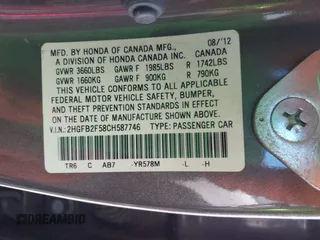 MFD. BY HONDA OF CANADA MFG., 08/'12
A DIVISION OF HONDA CANADA INC. CANADA
GVWR 3660LBS GAWR F 1985LBS R 1742LBS
GVWR 1660KG GAWR F 900KG R 790KG
THIS VEHICLE CONFORMS TO ALL APPLICABLE
FEDERAL MOTOR VEHICLE SAFETY, BUMPER,
AND THEFT PREVENTION STANDARDS IN EFFECT
ON THE DATE OF MANUFACTURE SHOWN ABOVE.
V.I.N.: 2HGFB2F58CH587746 TYPE: PASSENGER CAR
TR6 C AB7 -YR578M -L -H
DREAMBID